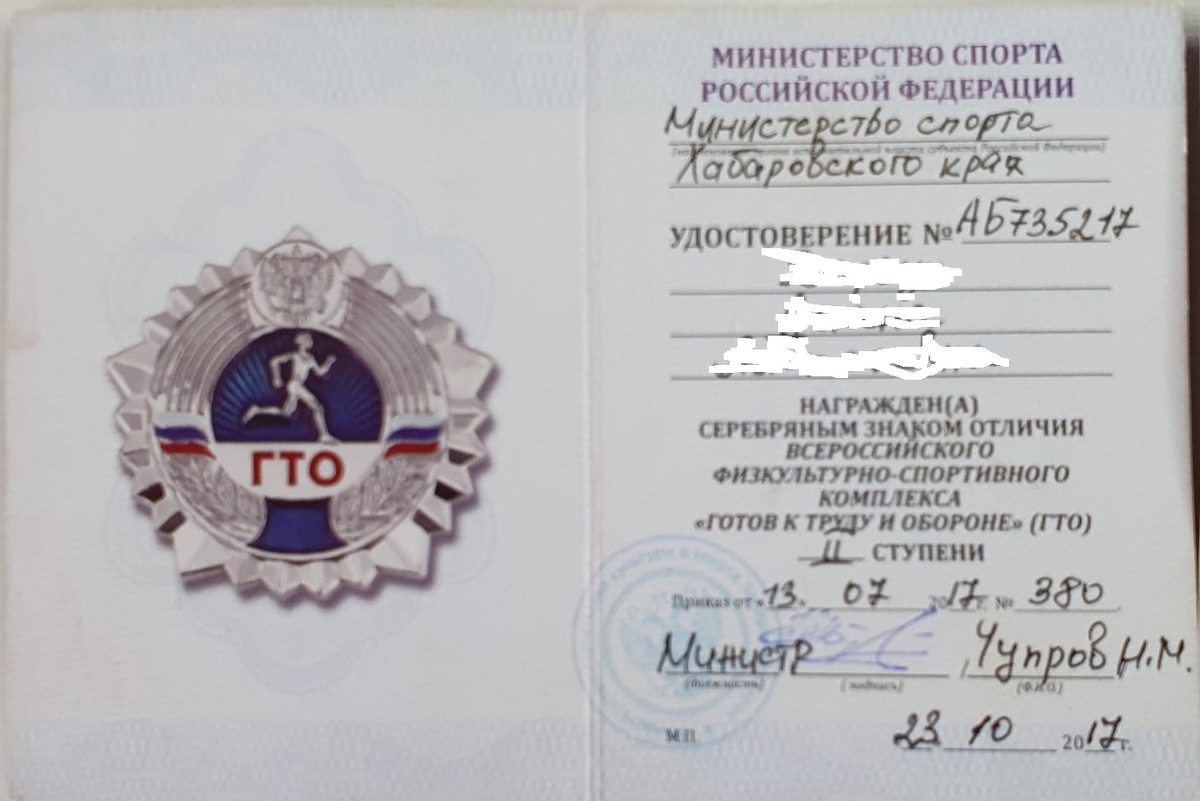 ГТО
МИНИСТЕРСТВО СПОРТА
РОССИЙСКОЙ ФЕДЕРАЦИИ
Министерство спорта
Хабаровского края
УДОСТОВЕРЕНИЕ № АБ735217
НАГРАЖДЕН(А)
СЕРЕБРЯНЫМ ЗНАКОМ ОТЛИЧИЯ
ВСЕРОССИЙСКОГО
ФИЗКУЛЬТУРНО-СПОРТИВНОГО
КОМПЛЕКСА
«ГОТОВ К ТРУДУ И ОБОРОНЕ» (ГТО)
II СТУПЕНИ
Приказ от «13» 07 2017 г. № 380
Министр Чупров Н.М.
(должность) (подпись) (Ф.И.О.)
М.П. 23 10 2017 г.